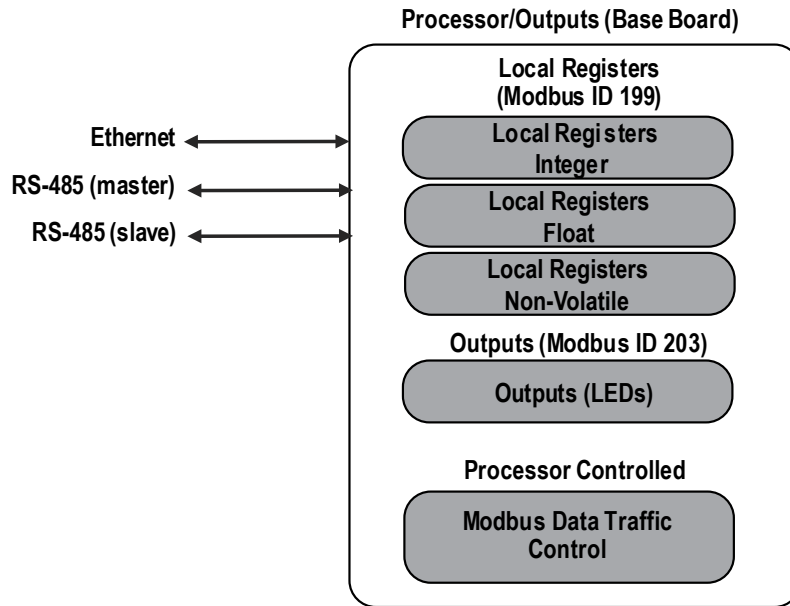 Processor/Outputs (Base Board)
Local Registers
(Modbus ID 199)
Local Registers
Integer
Ethernet
RS-485 (master)
Local Registers
Float
RS-485 (slave)
Local Registers
Non-Volatile
Outputs (Modbus ID 203)
Outputs (LEDs)
Processor Controlled
Modbus Data Traffic
Control